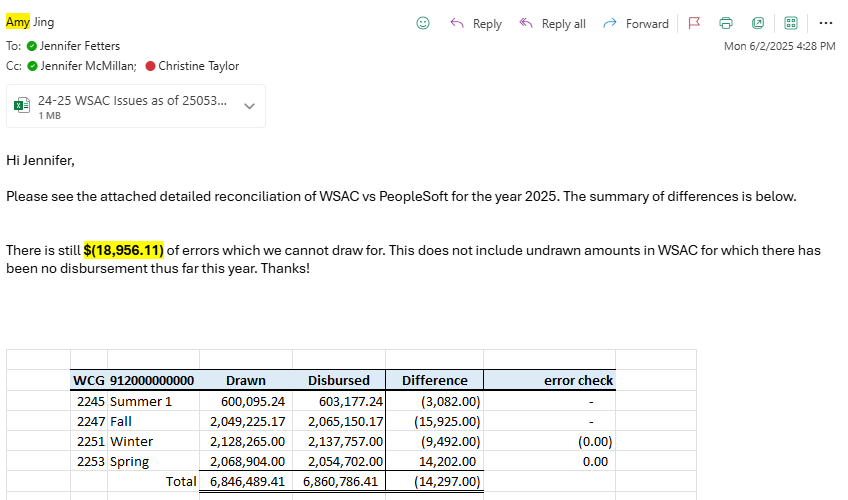 Amy Jing
Reply Reply all Forward
To: Jennifer Fetters
Mon 6/2/2025 4:28 PM
Cc: Jennifer McMillan; Christine Taylor
24-25 WSAC Issues as of 25053...
1 MB
Hi Jennifer,
Please see the attached detailed reconciliation of WSAC vs PeopleSoft for the year 2025. The summary of differences is below.
There is still $(18,956.11) of errors which we cannot draw for. This does not include undrawn amounts in WSAC for which there has
been no disbursement thus far this year. Thanks!
WCG 912000000000 Drawn Disbursed Difference error check
2245 Summer 1 600,095.24 603,177.24 (3,082.00) -
2247 Fall 2,049,225.17 2,065,150.17 (15,925.00) -
2251 Winter 2,128,265.00 2,137,757.00 (9,492.00) (0.00)
2253 Spring 2,068,904.00 2,054,702.00 14,202.00 0.00
Total 6,846,489.41 6,860,786.41 (14,297.00)